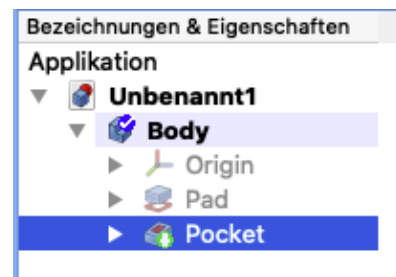 Bezeichnungen & Eigenschaften
Applikation
Unbenannt1
Body
Origin
Pad
Pocket